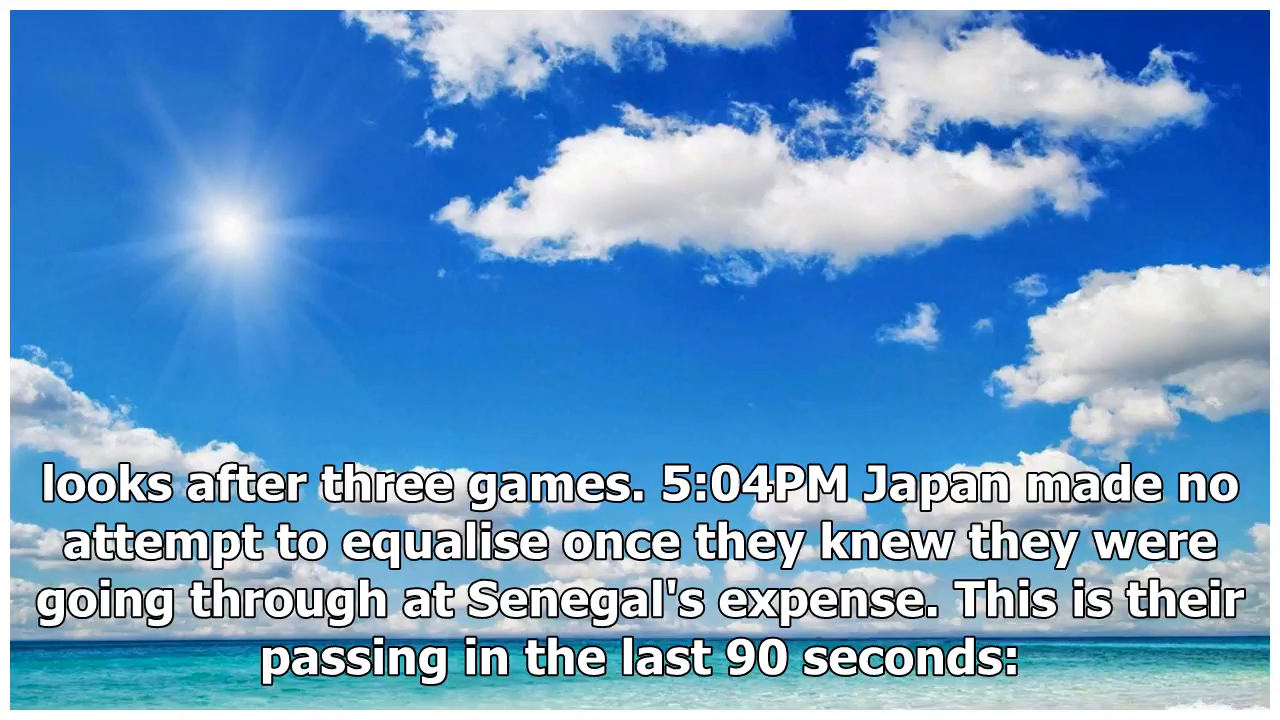 looks after three games. 5:04PM Japan made no
attempt to equalise once they knew they were
going through at Senegal's expense. This is their
passing in the last 90 seconds: